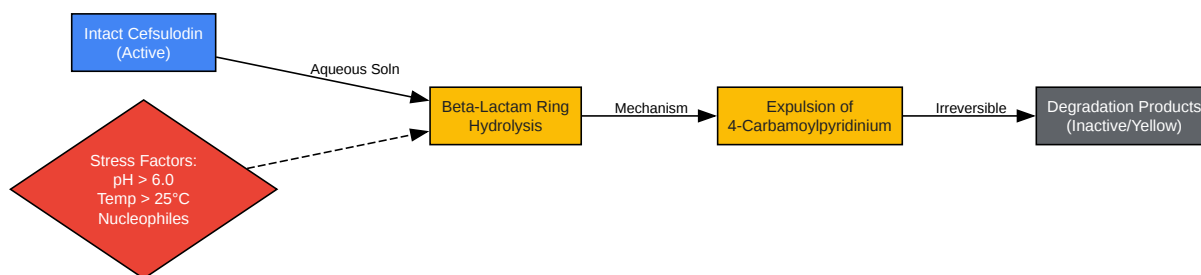 Intact Cefsulodin
(Active)
Aqueous Soln
Stress Factors:
pH > 6.0
Temp > 25°C
Nucleophiles
Beta-Lactam Ring
Hydrolysis
Mechanism
Expulsion of
4-Carbamoylpyridinium
Irreversible
Degradation Products
(Inactive/Yellow)